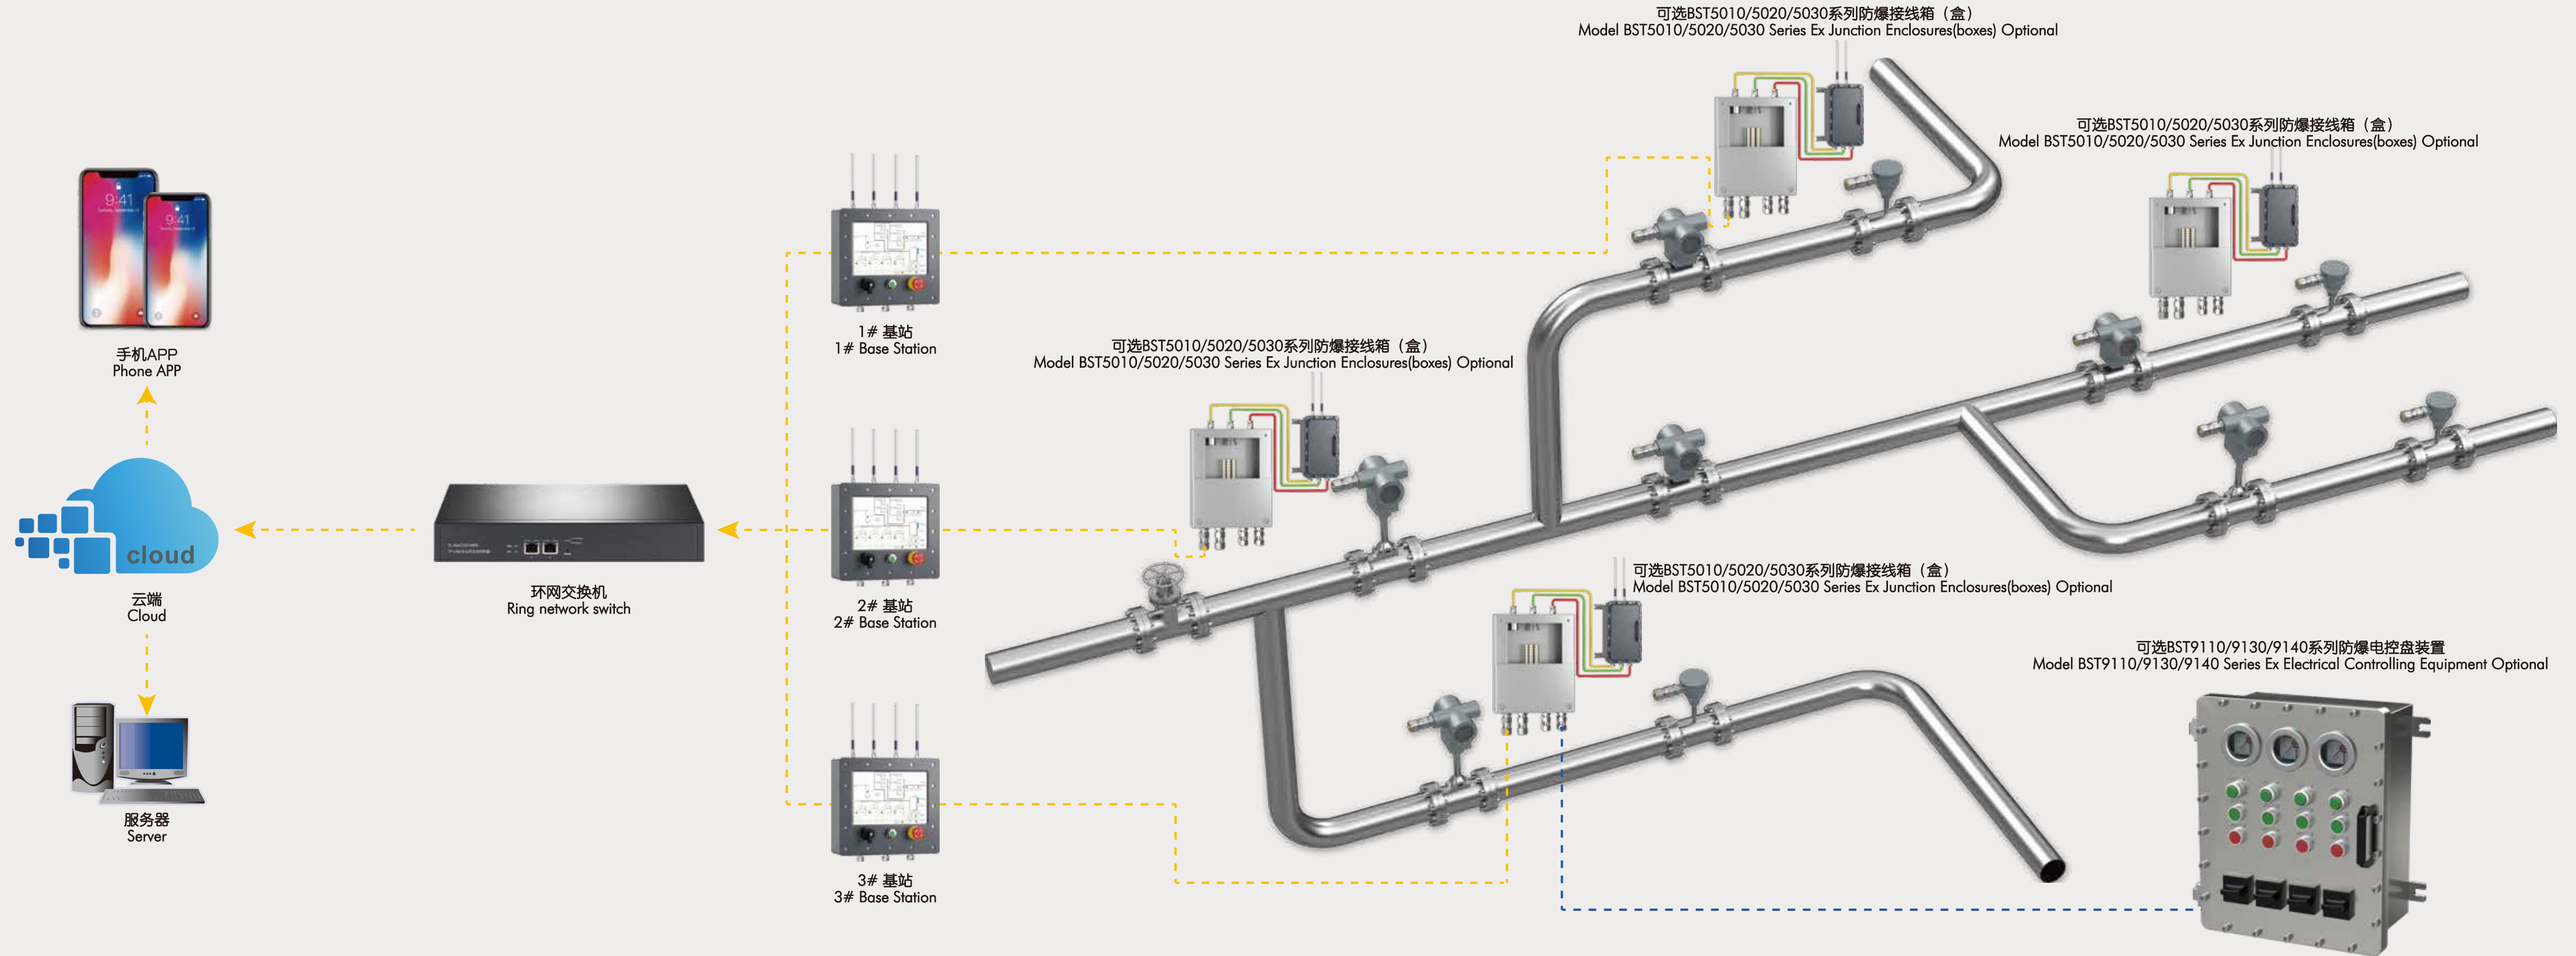 可选BST5010/5020/5030系列防爆接线箱（盒）
Model BST5010/5020/5030 Series Ex Junction Enclosures(boxes) Optional
可选BST5010/5020/5030系列防爆接线箱（盒）
Model BST5010/5020/5030 Series Ex Junction Enclosures(boxes) Optional
9:41
9:41
手机APP
Phone APP
1# 基站
1# Base Station
可选BST5010/5020/5030系列防爆接线箱（盒）
Model BST5010/5020/5030 Series Ex Junction Enclosures(boxes) Optional
cloud
云端
Cloud
环网交换机
Ring network switch
2# 基站
2# Base Station
可选BST5010/5020/5030系列防爆接线箱（盒）
Model BST5010/5020/5030 Series Ex Junction Enclosures(boxes) Optional
可选BST9110/9130/9140系列防爆电控盘装置
Model BST9110/9130/9140 Series Ex Electrical Controlling Equipment Optional
服务器
Server
3# 基站
3# Base Station